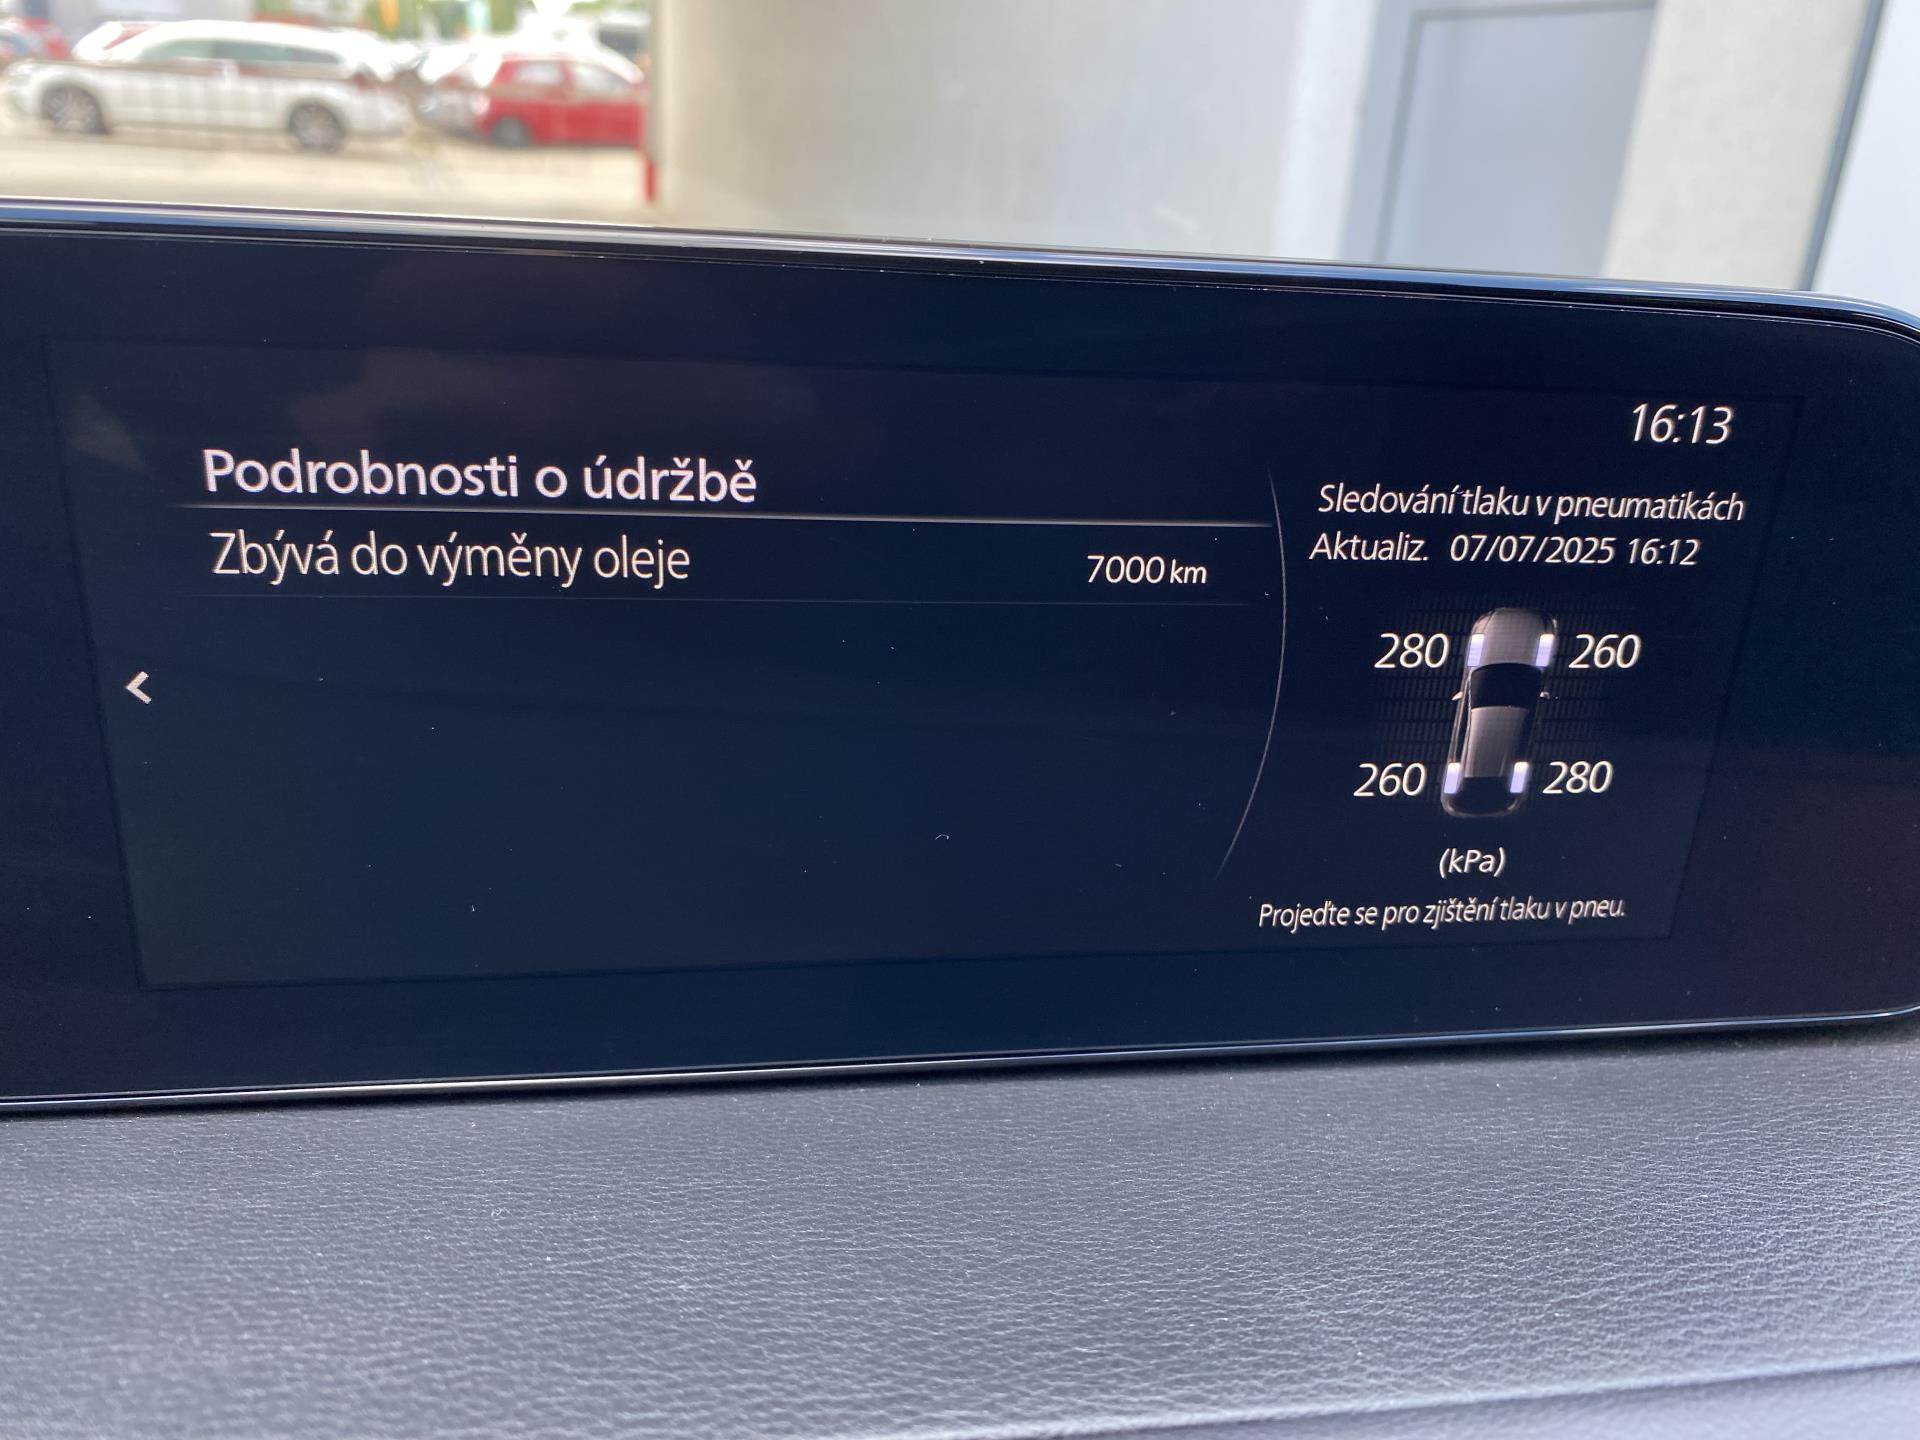 16:13
Podrobnosti o údržbě
Zbývá do výměny oleje 7000 km
Sledování tlaku v pneumatikách
Aktualiz. 07/07/2025 16:12
280 260
260 280
(kPa)
Projeďte se pro zjištění tlaku v pneu.